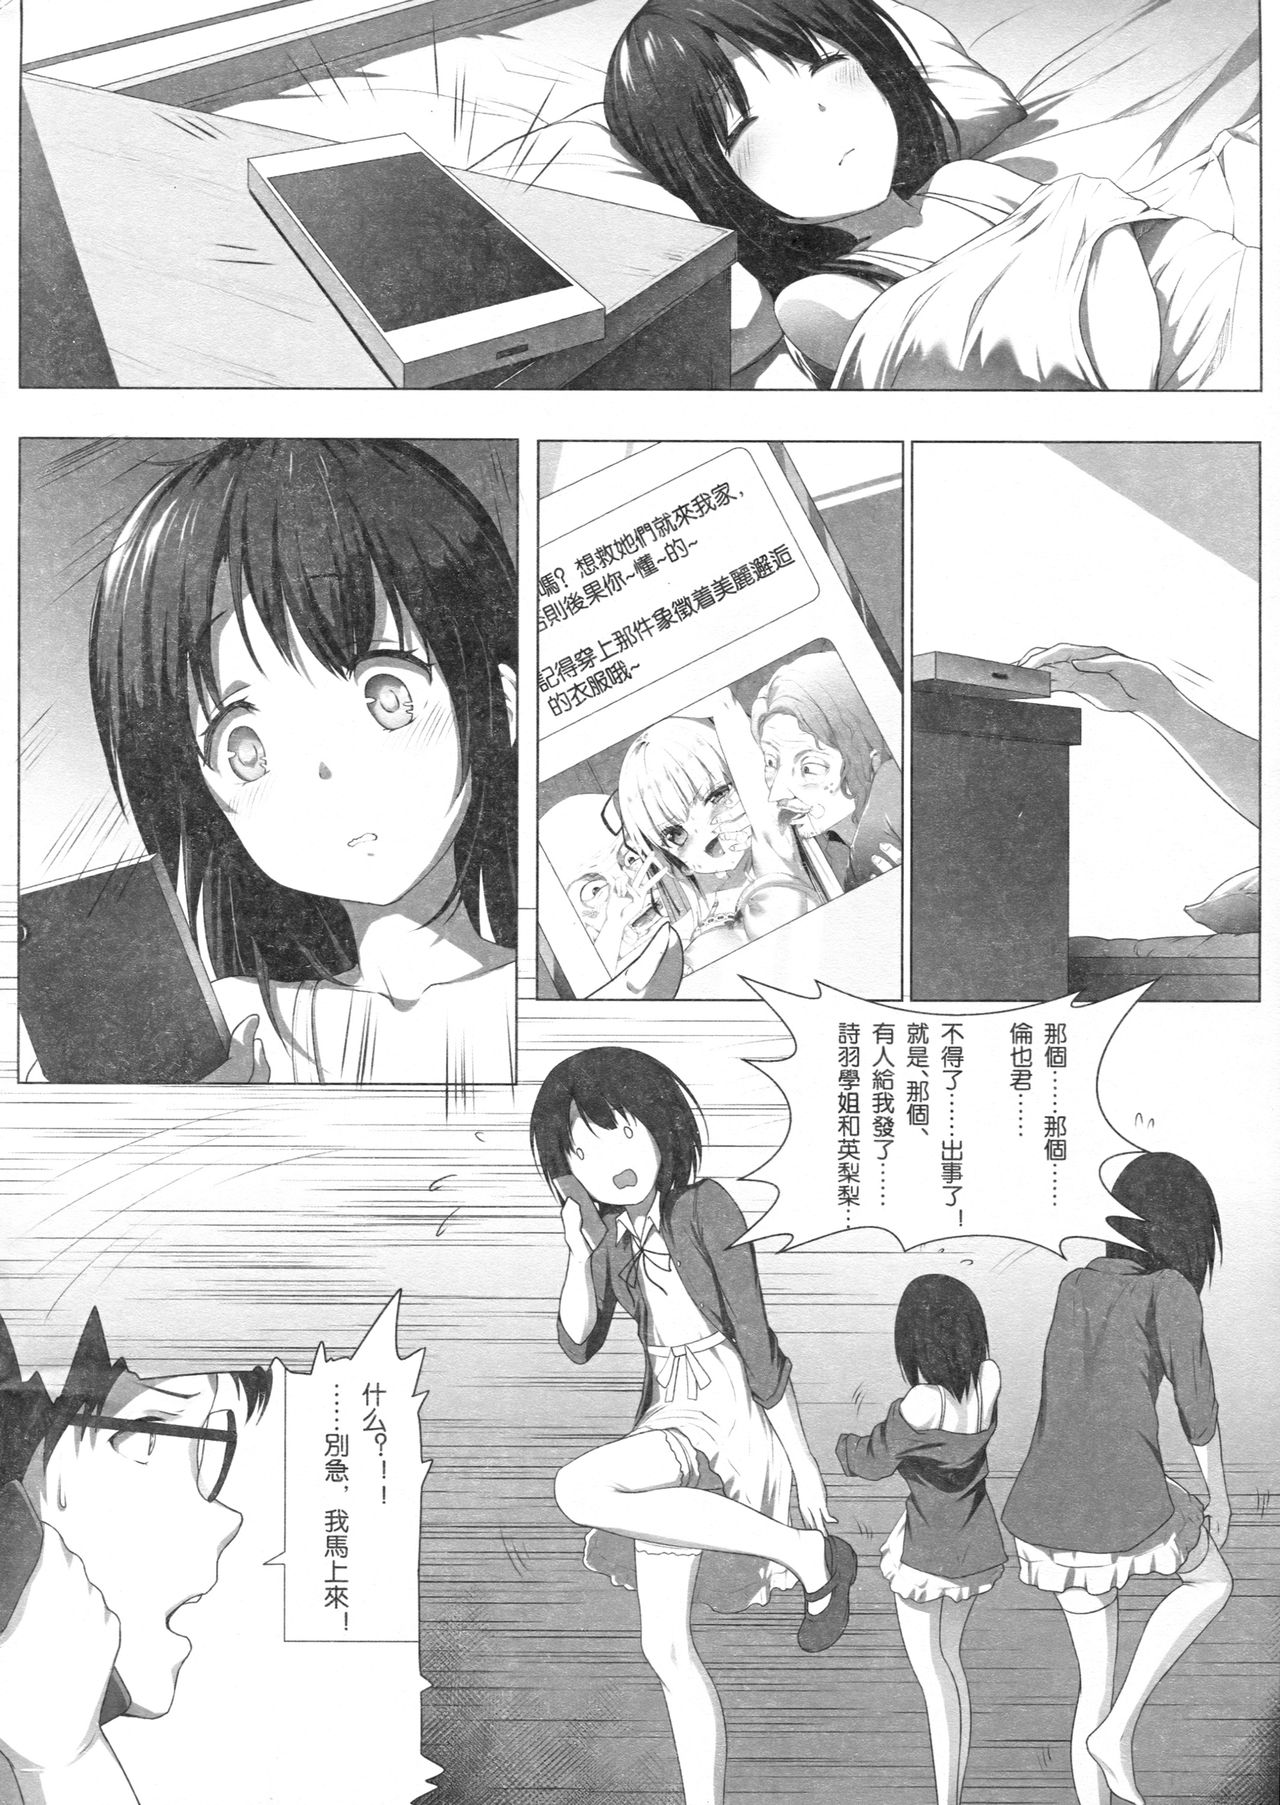 嗎？想救她們就來我家，
則後果你~懂~的~
記得穿上那件象徵着美麗邂逅
的衣服哦~
那個……那個……
倫也君……
不得了……出事了！
就是、那個、
有人給我發了……
詩羽學姐和英梨梨…
什么？！！
……別急，我馬上來！